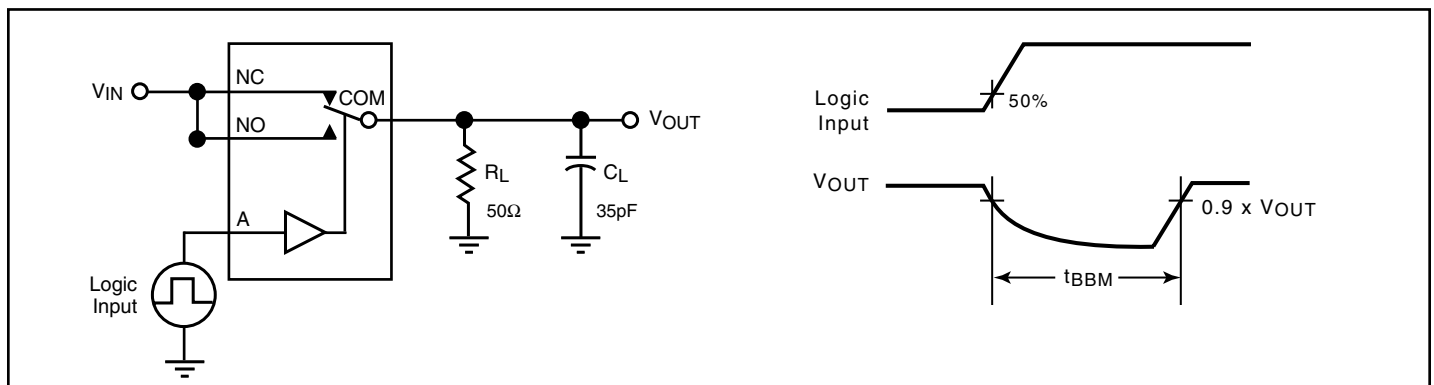 VIN
NC
NO
COM
VOUT
RL
50Ω
CL
35pF
A
Logic
Input
Logic
Input
50%
VOUT
0.9 x VOUT
tBBM